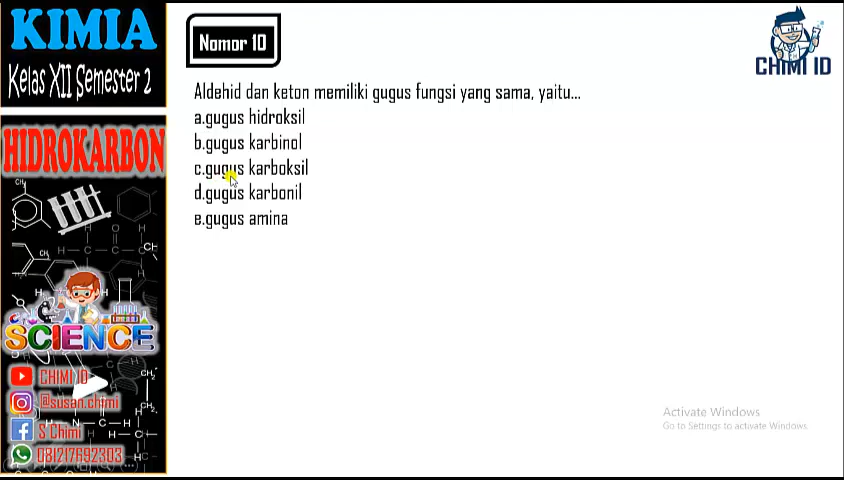 KIMIA
Kelas XII Semester 2
HIDROKARBON
SCIENCE
CHIMI ID
@susan.chimi
S Chimi
081217692303
Nomor 10
CHIMI ID
Aldehid dan keton memiliki gugus fungsi yang sama, yaitu...
a.gugus hidroksil
b.gugus karbinol
c.gugus karboksil
d.gugus karbonil
e.gugus amina
Activate Windows
Go to Settings to activate Windows.